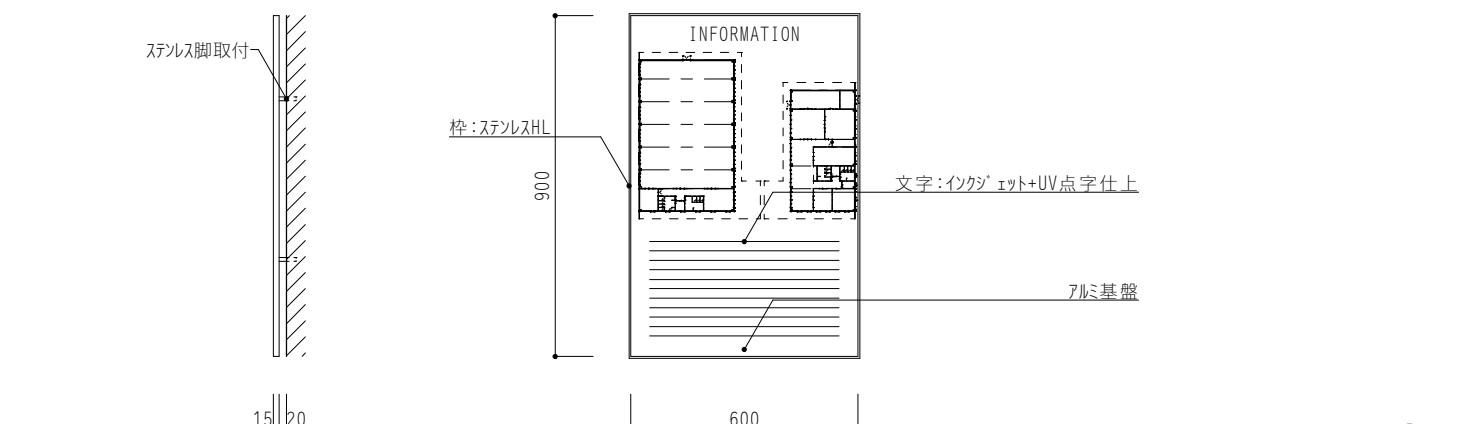 INFORMATION
ｽﾃﾝﾚｽ脚取付
枠:ｽﾃﾝﾚｽHL
900
文字:ｲﾝｸｼﾞｪｯﾄ+UV点字仕上
ｱﾙﾐ基盤
15 20
600